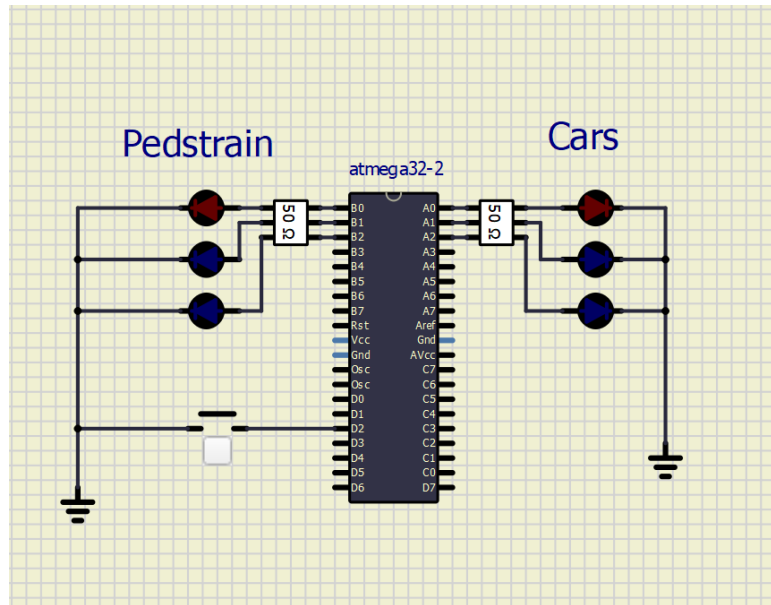 Pedstrain
Cars
atmega32-2
50 Ω
50 Ω
B0 A0
B1 A1
B2 A2
B3 A3
B4 A4
B5 A5
B6 A6
B7 A7
Rst Aref
Vcc Gnd
Gnd AVcc
Osc C7
Osc C6
D0 C5
D1 C4
D2 C3
D3 C2
D4 C1
D5 C0
D6 D7